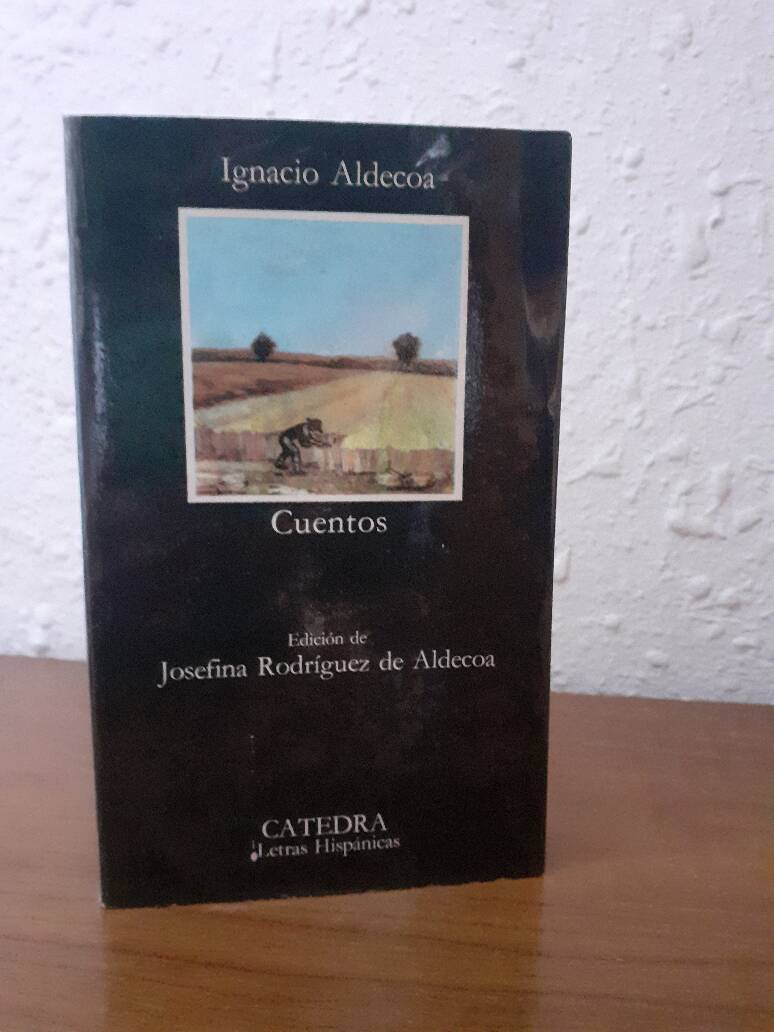 Ignacio Aldecoa
Cuentos
Edición de
Josefina Rodríguez de Aldecoa
CATEDRA
Letras Hispánicas